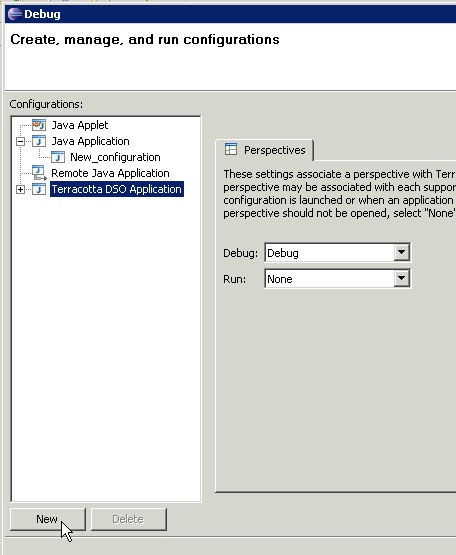 Debug
Create, manage, and run configurations
Configurations:
Java Applet
Java Application
New_configuration
Remote Java Application
Terracotta DSO Application
Perspectives
These settings associate a perspective with Terr
perspective may be associated with each suppor
configuration is launched or when an application
perspective should not be opened, select "None"
Debug: Debug
Run: None
New Delete